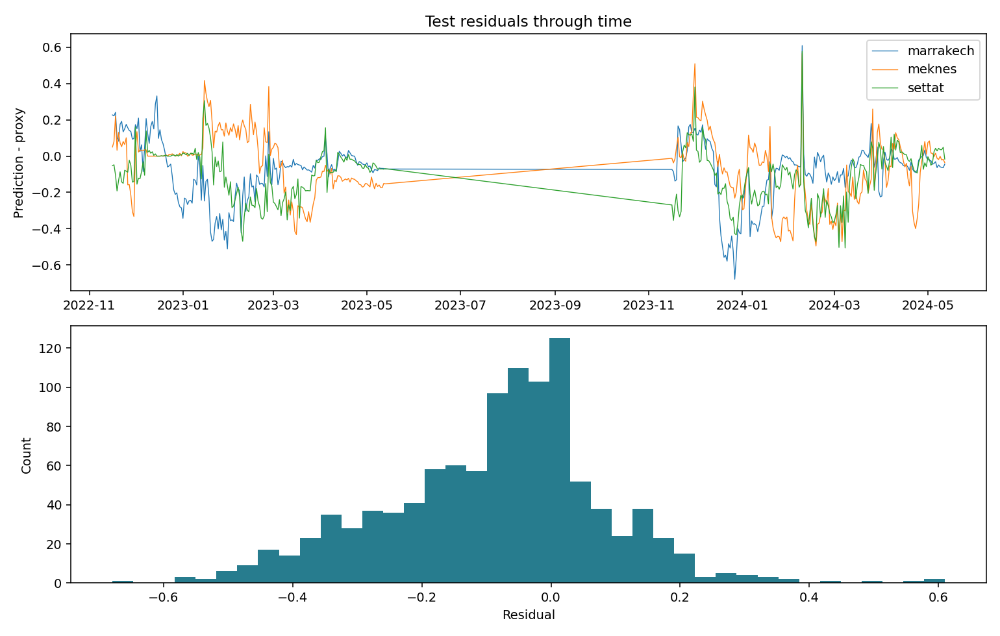 Test residuals through time
Prediction - proxy
0.6
0.4
0.2
0.0
−0.2
−0.4
−0.6
marrakech
meknes
settat
2022-11 2023-01 2023-03 2023-05 2023-07 2023-09 2023-11 2024-01 2024-03 2024-05
Count
120
100
80
60
40
20
0
−0.6 −0.4 −0.2 0.0 0.2 0.4 0.6
Residual